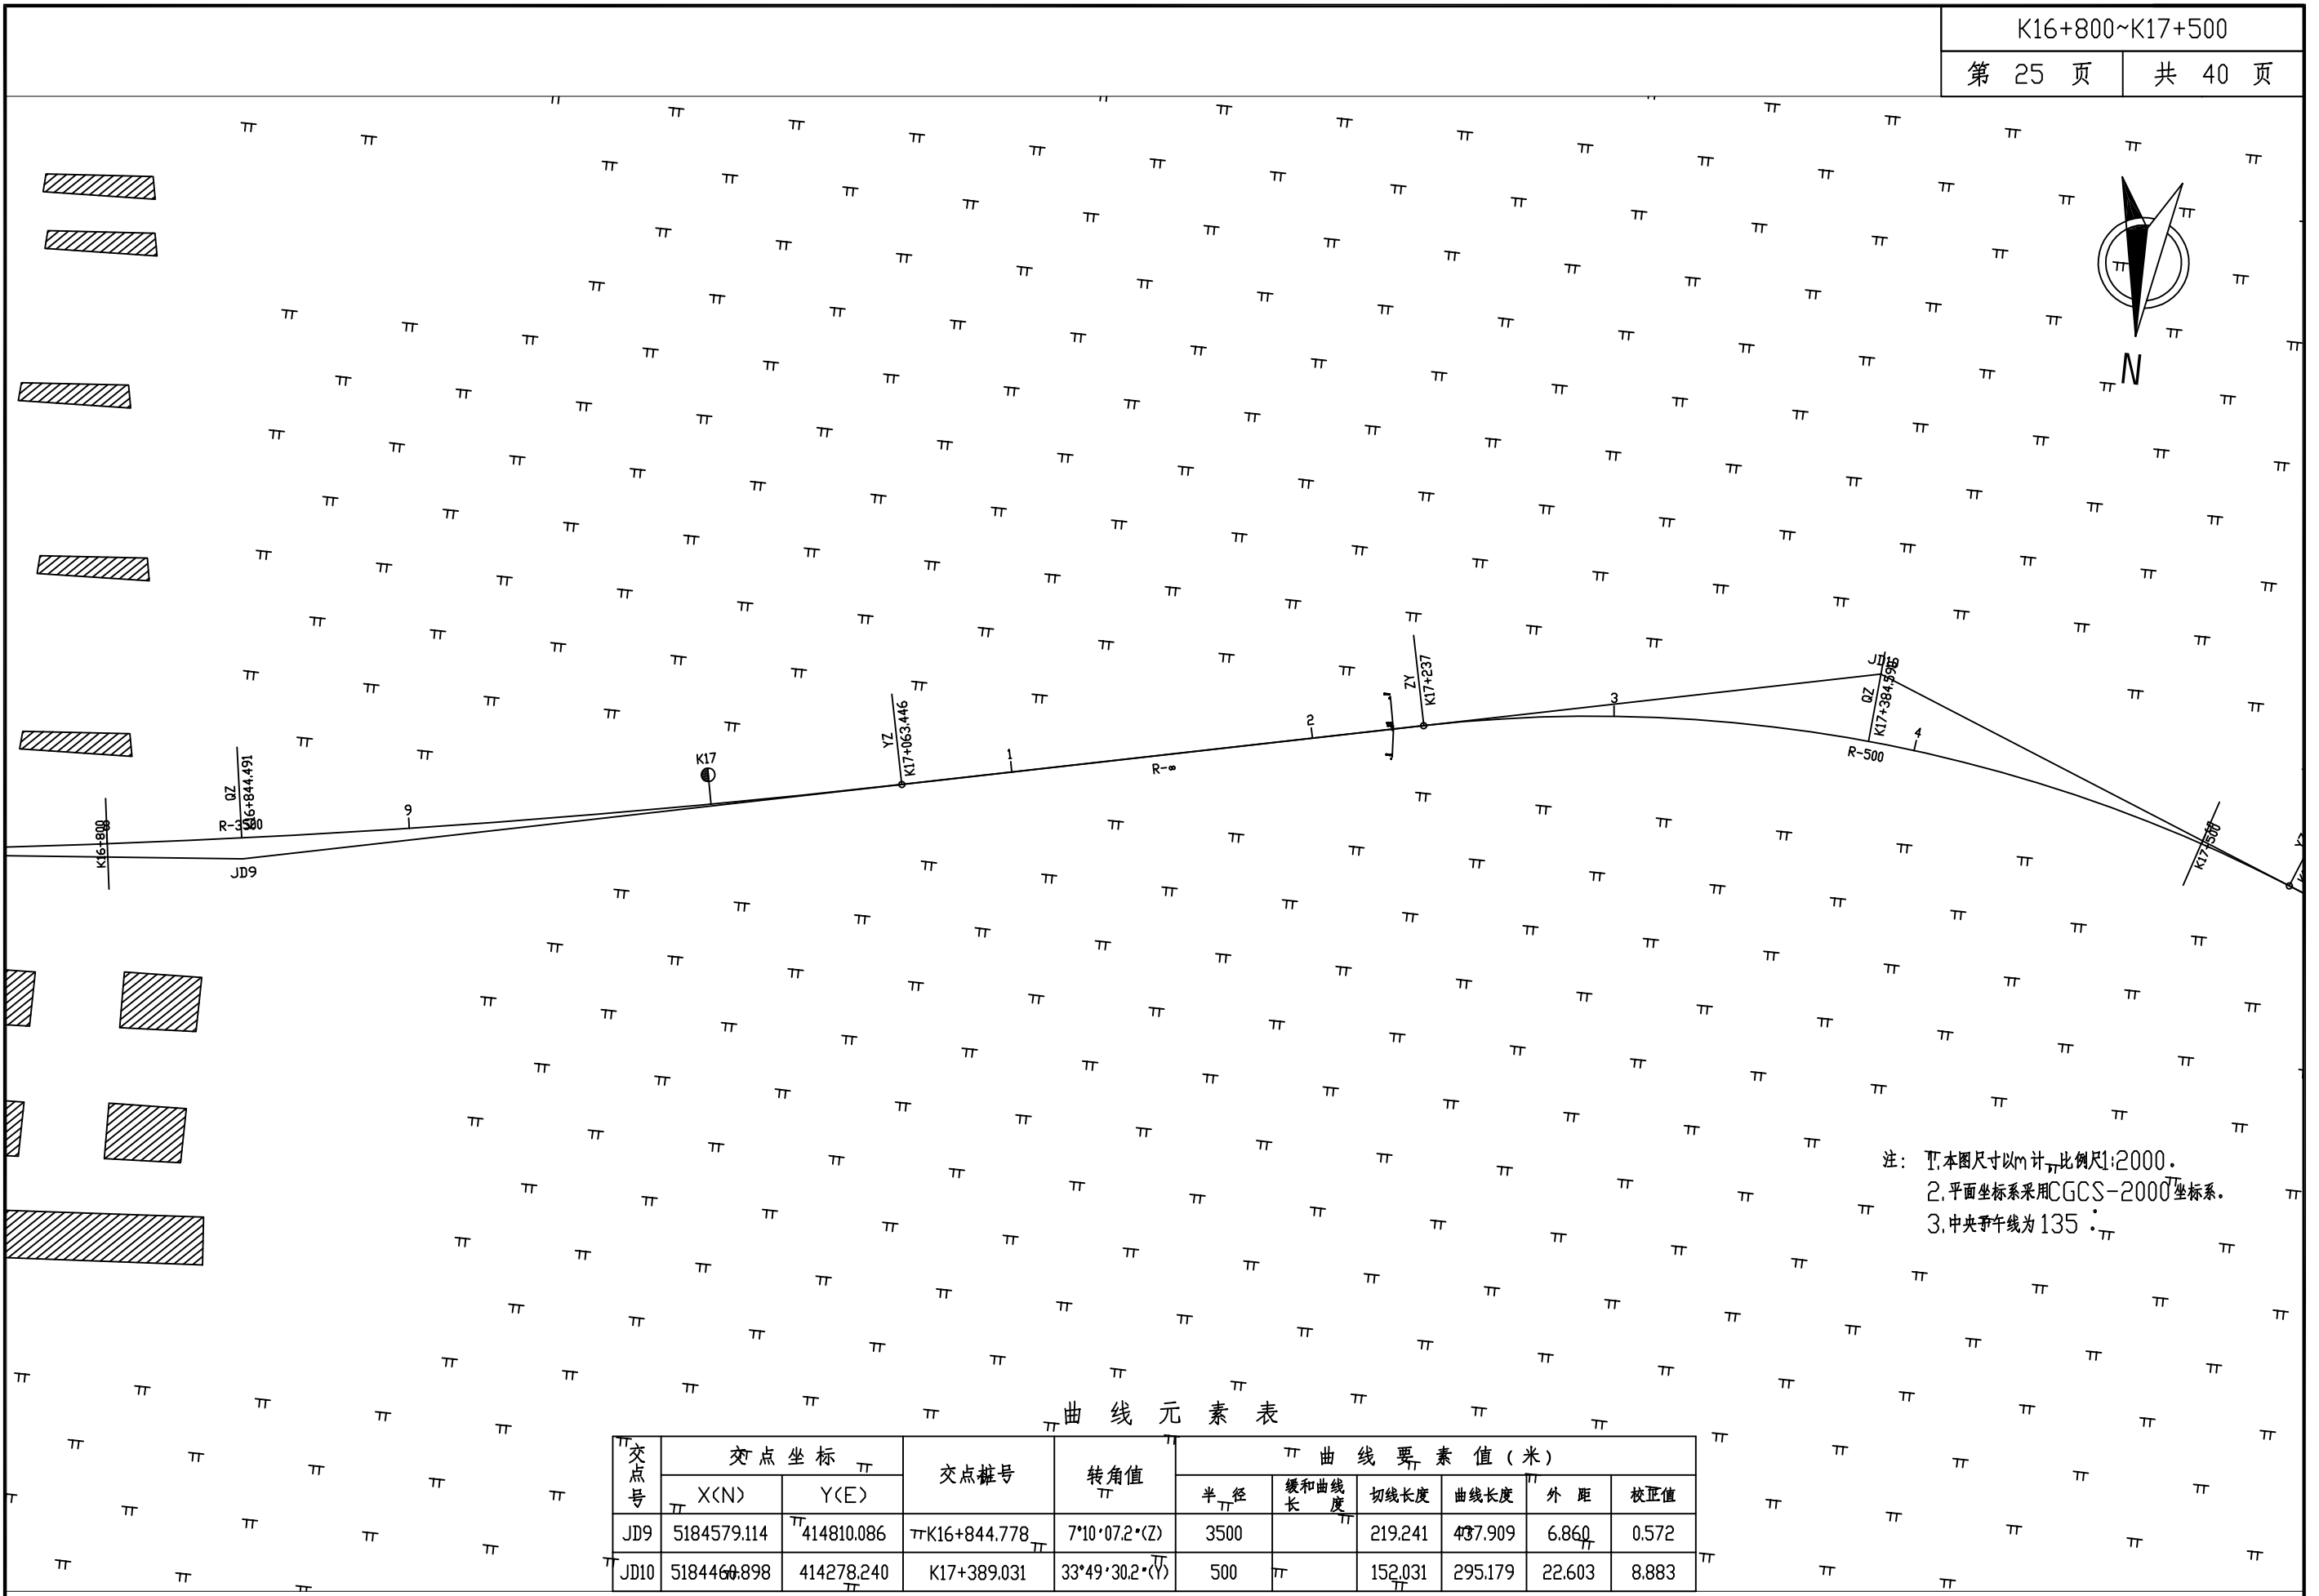 K16+800~K17+500
第 25 页 共 40 页
N
JD10
QZ
K17+384.590
ZY
K17+237
3
2
4
R-500
YZ
K17+063.446
1
R-∞
K17
QZ
K16+844.491
9
R-3500
K16+800
8
JD9
K17+500
注: 1.本图尺寸以m计,比例尺1:2000.
2.平面坐标系采用CGCS-2000坐标系.
3.中央子午线为135°.
曲 线 元 素 表
交点号 交点坐标 交点桩号 转角值 曲 线 要 素 值(米)
X(N) Y(E) 半 径 缓和曲线长 度 切线长度 曲线长度 外 距 校正值
JD9 5184579.114 414810.086 K16+844.778 7°10'07.2"(Z) 3500 219.241 437.909 6.860 0.572
JD10 5184460.898 414278.240 K17+389.031 33°49'30.2"(Y) 500 152.031 295.179 22.603 8.883